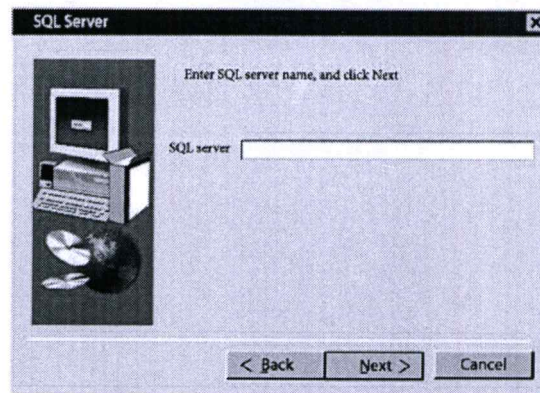 SQL Server
Enter SQL server name, and click Next
SQL server
< Back
Next >
Cancel